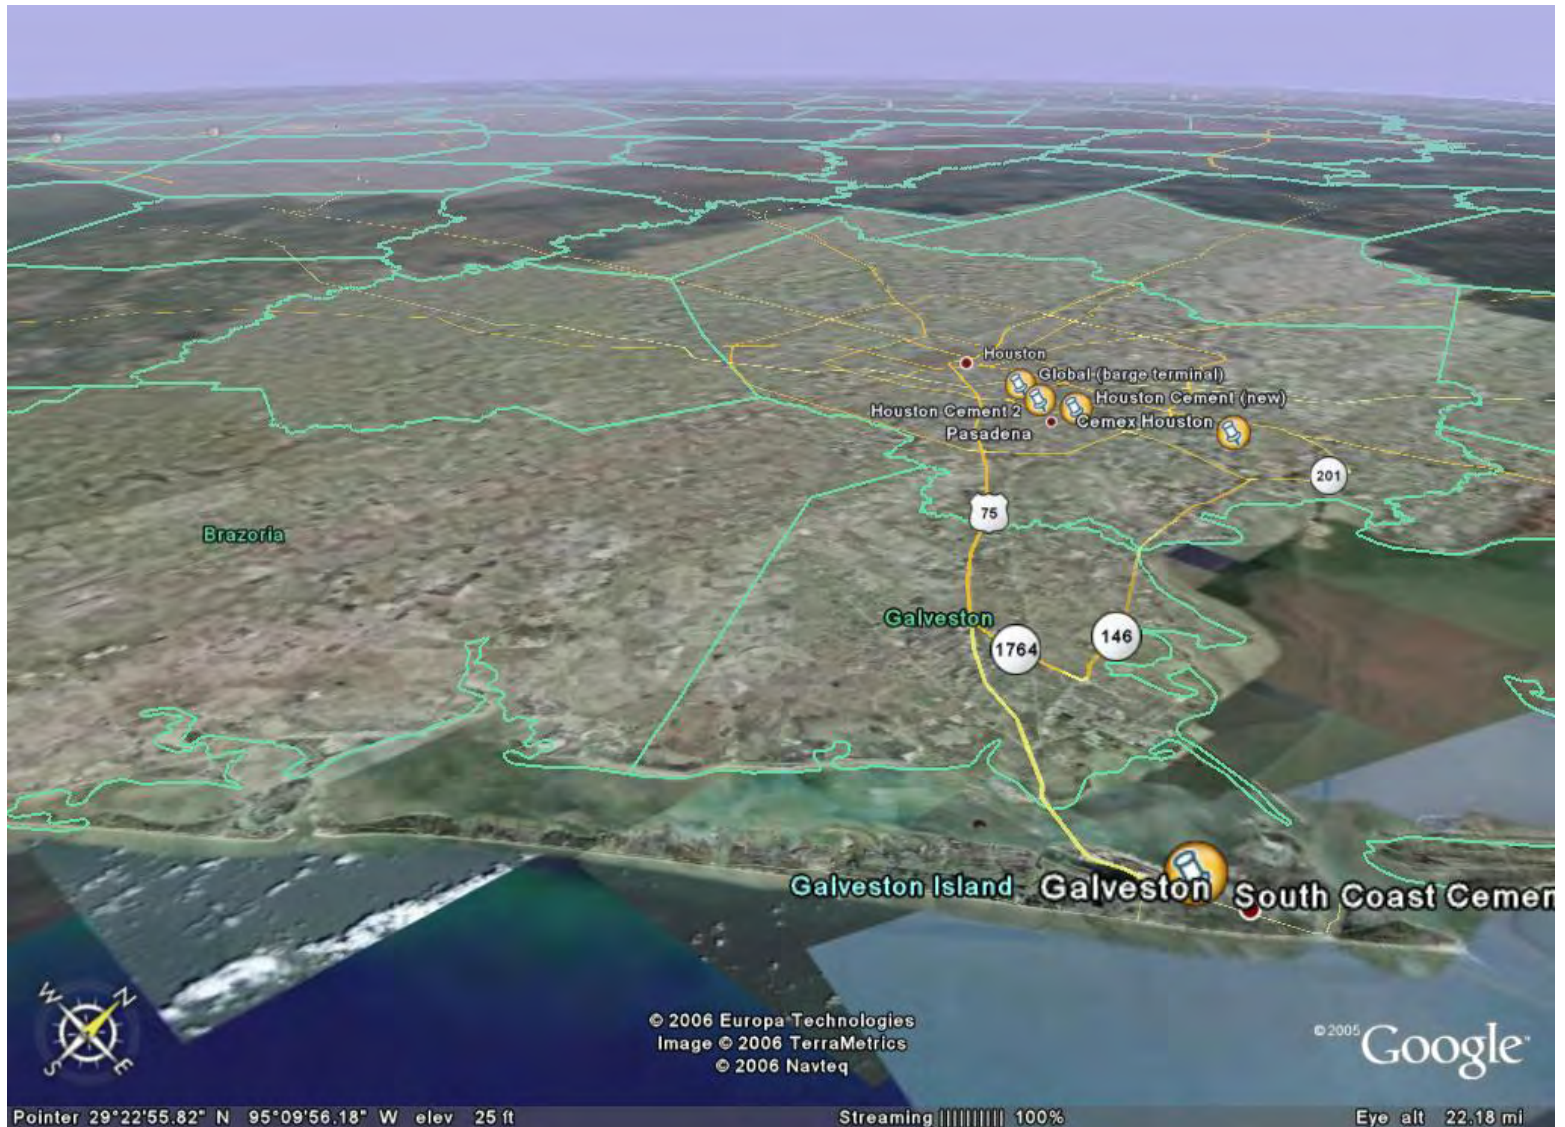 Houston
Global (barge terminal)
Houston Cement (new)
Houston Cement 2
Cemex Houston
Pasadena
201
75
Brazoria
Galveston
146
1764
Galveston Island
Galveston
South Coast Cemen
N
W
S
E
© 2006 Europa Technologies
Image © 2006 TerraMetrics
© 2006 Navteq
© 2005 Google™
Pointer 29°22'55.82" N 95°09'56.18" W elev 25 ft
Streaming |||||||||| 100%
Eye alt 22.18 mi